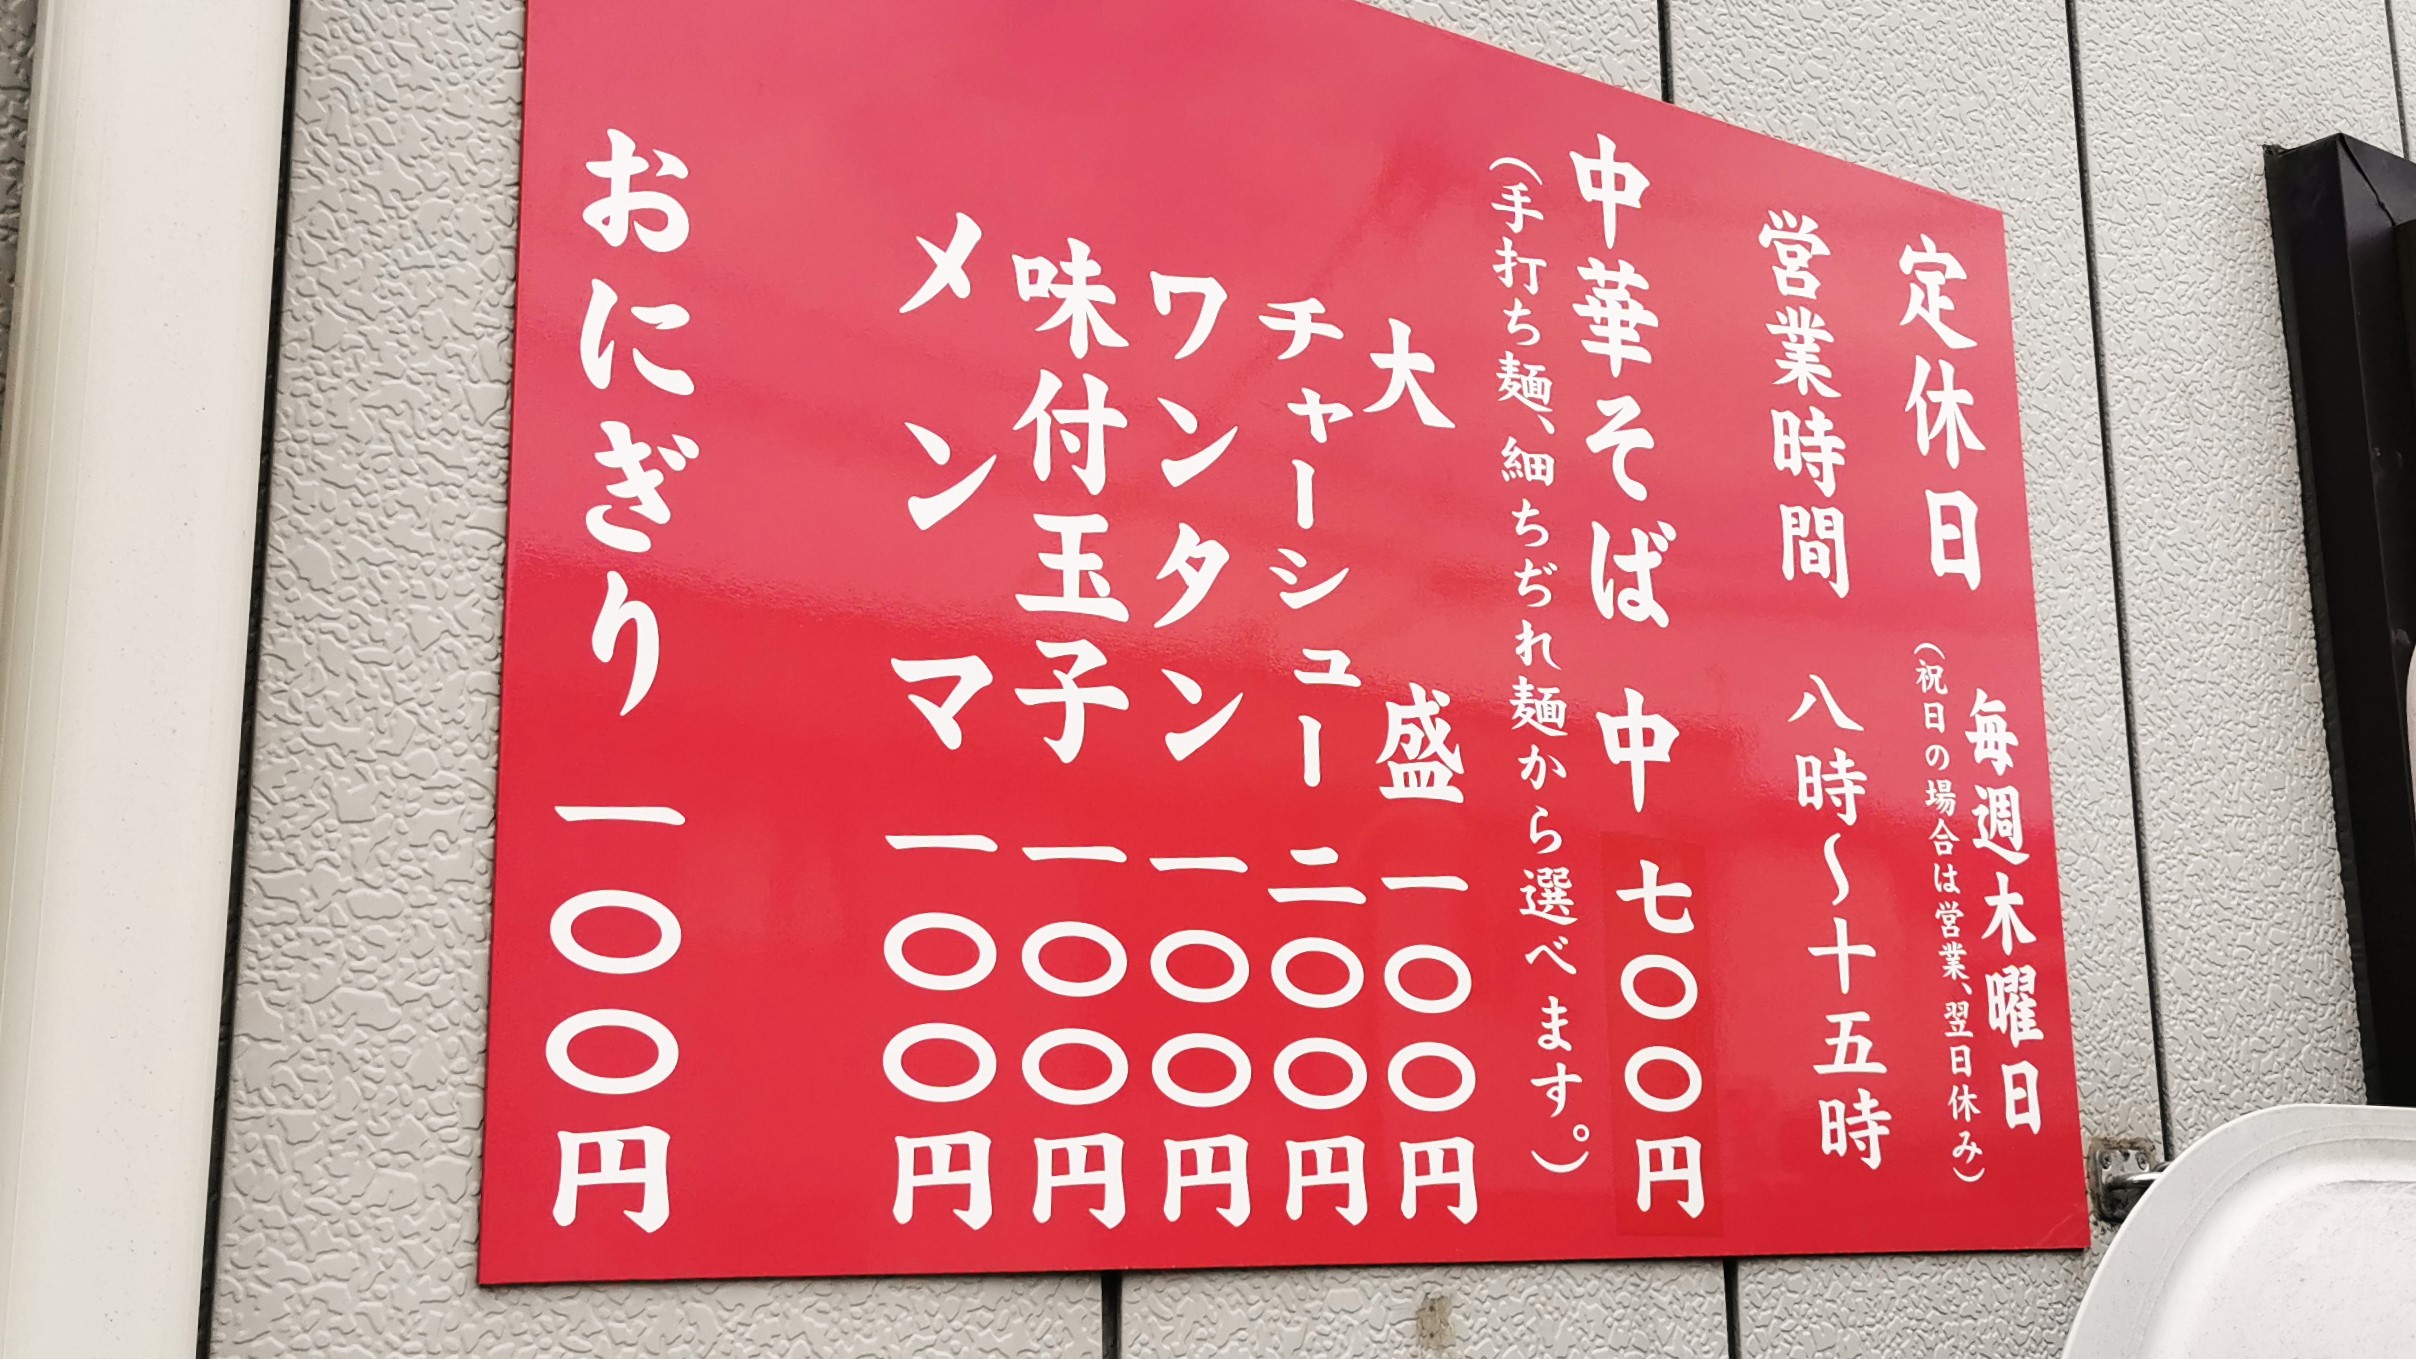 定休日 毎週木曜日
（祝日の場合は営業、翌日休み）
営業時間 八時〜十五時
中華そば 中 七〇〇円
（手打ち麺、細ちぢれ麺から選べます。）
大盛 一〇〇円
チャーシュー 二〇〇円
ワンタン 一〇〇円
味付玉子 一〇〇円
メンマ 一〇〇円
おにぎり 一〇〇円